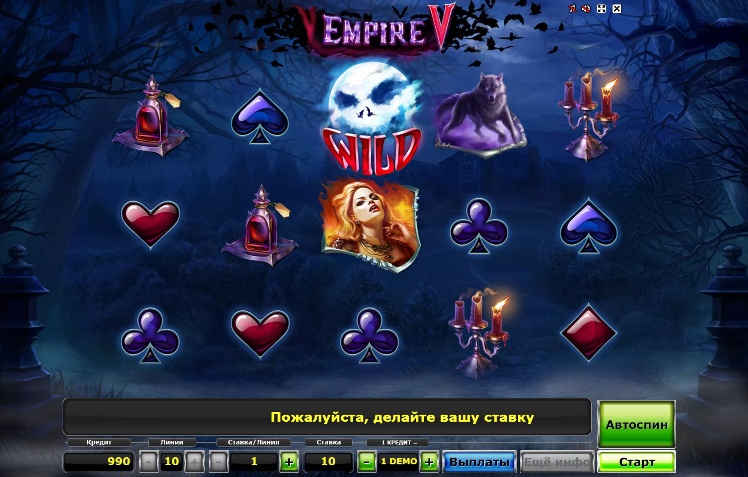 EMPIRE V
WILD
Пожалуйста, делайте вашу ставку
Автоспин
Кредит Линии Ставка/Линия Ставка 1 КРЕДИТ =
990 - 10 + - 1 + 10 - 1 DEMO + Выплаты Ещё инфо Старт